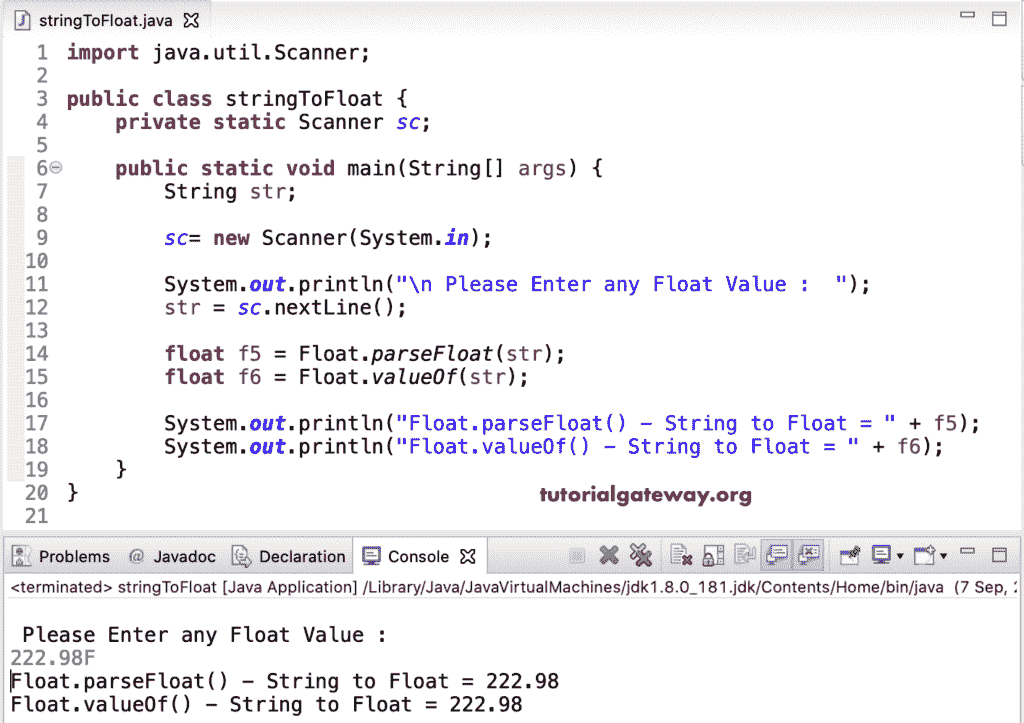 stringToFloat.java
1 import java.util.Scanner;
2
3 public class stringToFloat {
4 private static Scanner sc;
5
6 public static void main(String[] args) {
7 String str;
8
9 sc= new Scanner(System.in);
10
11 System.out.println("\n Please Enter any Float Value :  ");
12 str = sc.nextLine();
13
14 float f5 = Float.parseFloat(str);
15 float f6 = Float.valueOf(str);
16
17 System.out.println("Float.parseFloat() – String to Float = " + f5);
18 System.out.println("Float.valueOf() – String to Float = " + f6);
19 }
20 }
tutorialgateway.org
21
Problems @ Javadoc Declaration Console
<terminated> stringToFloat [Java Application] /Library/Java/JavaVirtualMachines/jdk1.8.0_181.jdk/Contents/Home/bin/java (7 Sep,
Please Enter any Float Value :
222.98F
Float.parseFloat() – String to Float = 222.98
Float.valueOf() – String to Float = 222.98